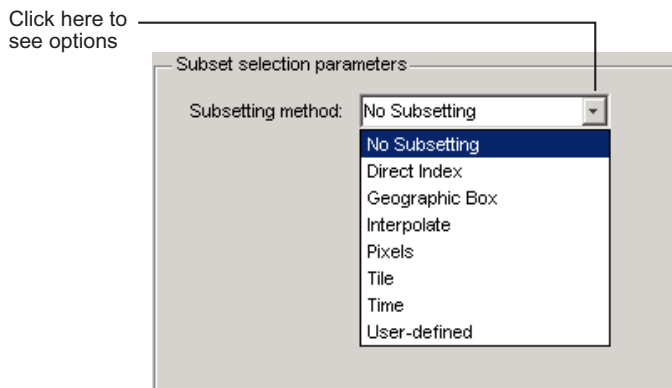 Click here to
see options
Subset selection parameters
Subsetting method: No Subsetting
No Subsetting
Direct Index
Geographic Box
Interpolate
Pixels
Tile
Time
User-defined